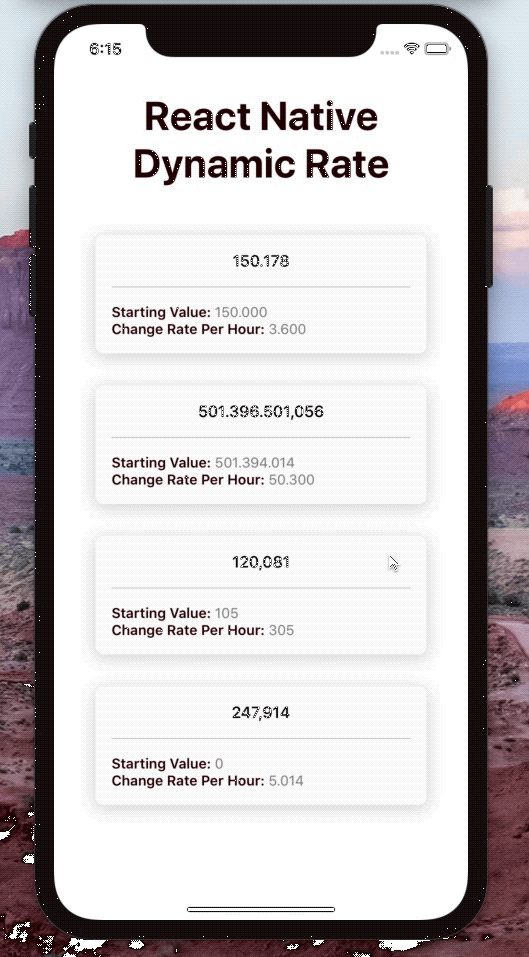 6:15
React Native
Dynamic Rate
150.178
Starting Value: 150.000
Change Rate Per Hour: 3.600
501.396.501,056
Starting Value: 501.394.014
Change Rate Per Hour: 50.300
120,081
Starting Value: 105
Change Rate Per Hour: 305
247,914
Starting Value: 0
Change Rate Per Hour: 5.014